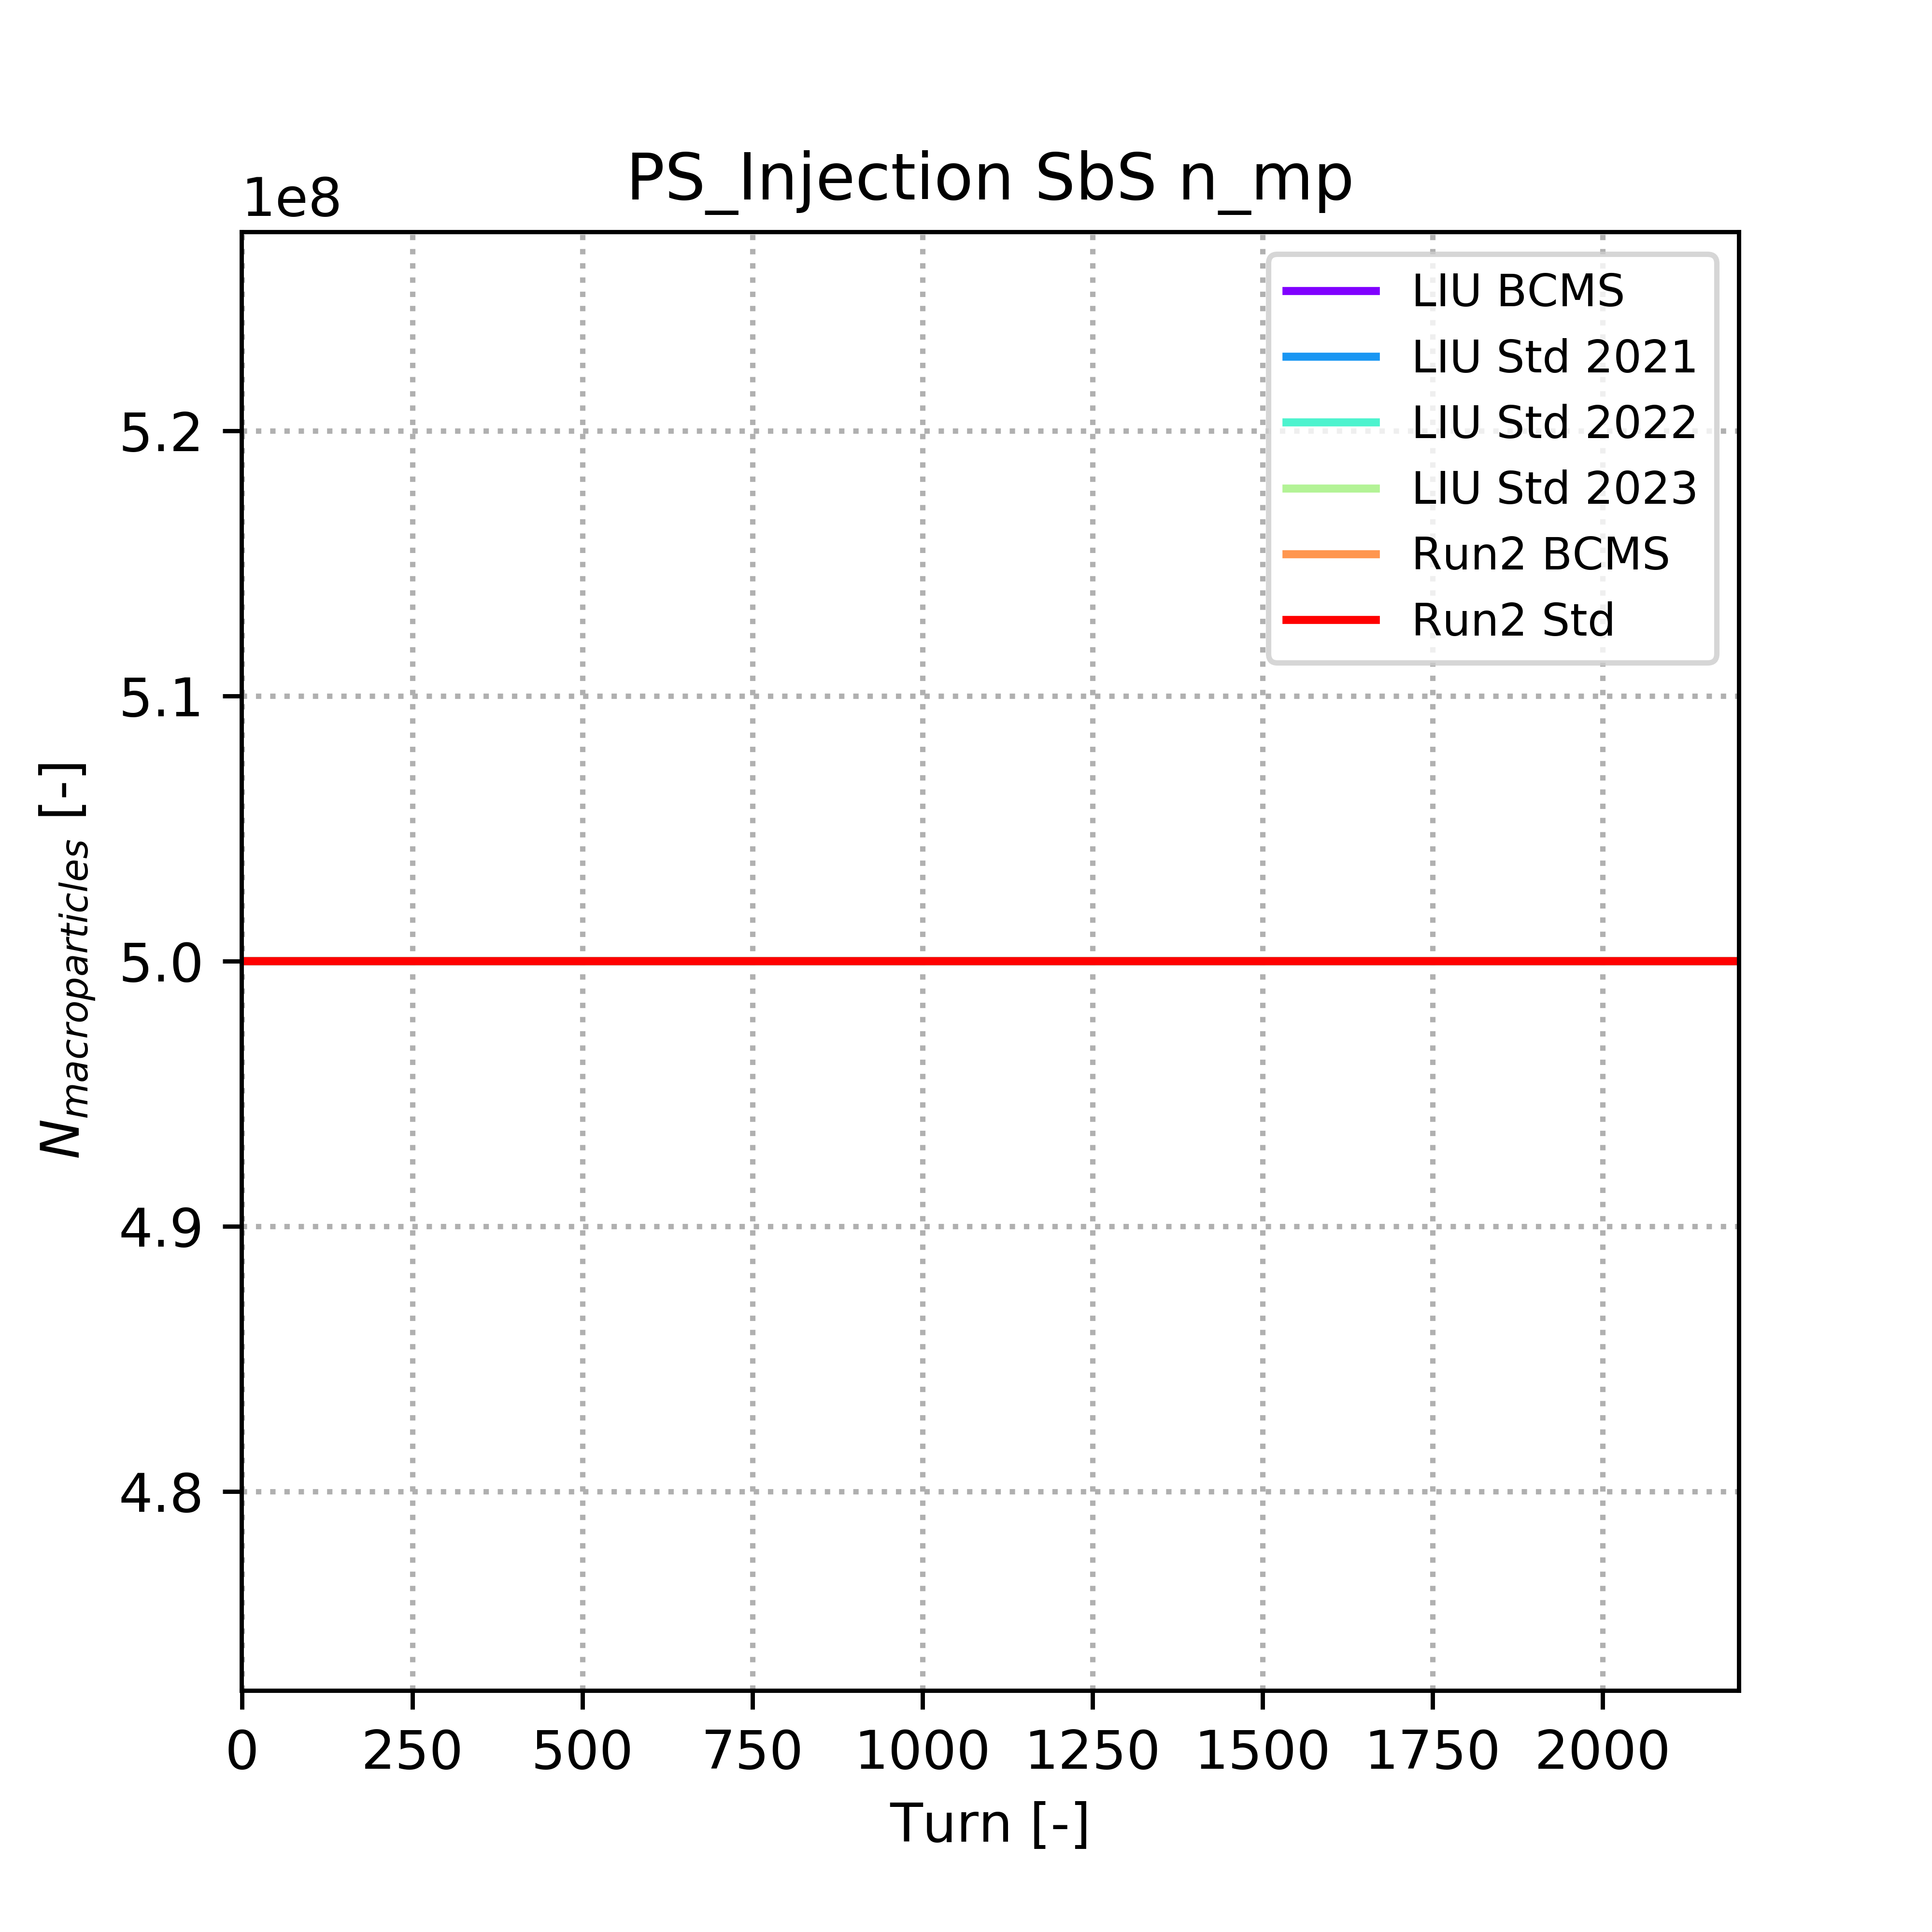 PS_Injection SbS n_mp
1e8
LIU BCMS
LIU Std 2021
LIU Std 2022
LIU Std 2023
Run2 BCMS
Run2 Std
5.2
5.1
5.0
4.9
4.8
N_macroparticles [-]
0 250 500 750 1000 1250 1500 1750 2000
Turn [-]